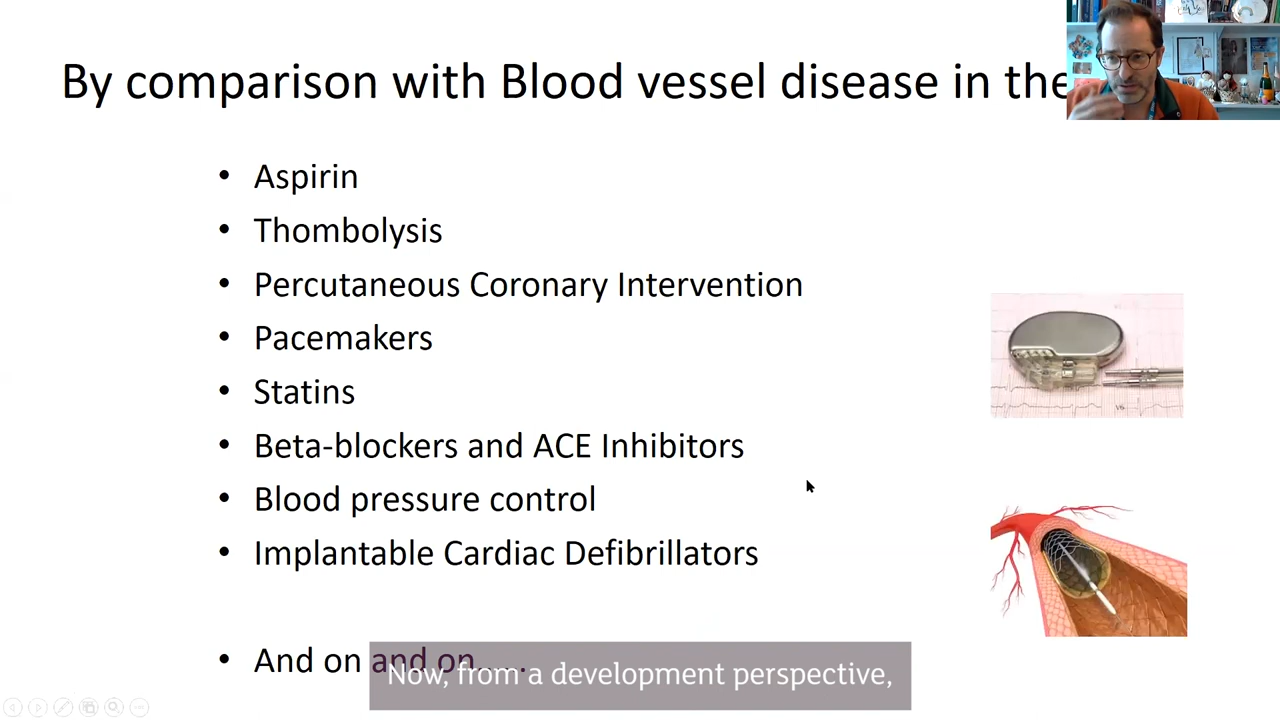 By comparison with Blood vessel disease in the
• Aspirin
• Thombolysis
• Percutaneous Coronary Intervention
• Pacemakers
• Statins
• Beta-blockers and ACE Inhibitors
• Blood pressure control
• Implantable Cardiac Defibrillators
• And on and on…..
Now, from a development perspective,